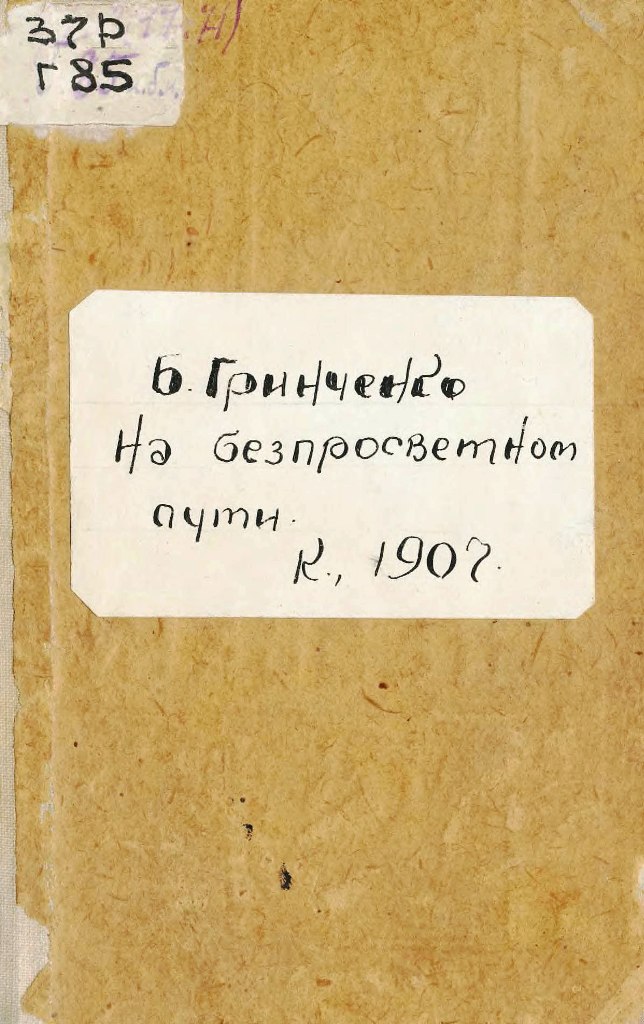 37Р
Г85
Б. Гринченко
На безпросветном
пути.
К., 1907.